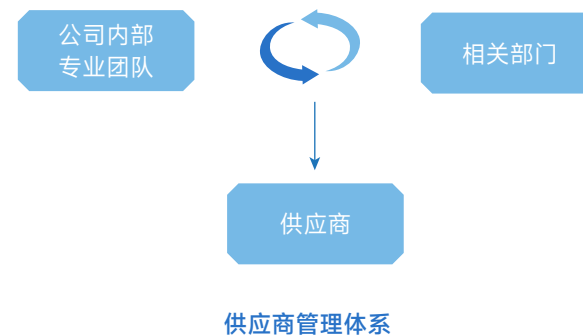 公司内部
专业团队
相关部门
供应商
供应商管理体系